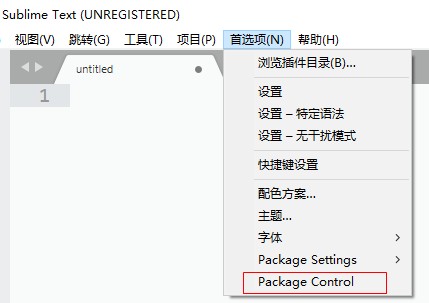 Sublime Text (UNREGISTERED)
视图(V) 跳转(G) 工具(T) 项目(P) 首选项(N) 帮助(H)
untitled
1
浏览插件目录(B)...
设置
设置 – 特定语法
设置 – 无干扰模式
快捷键设置
配色方案...
主题...
字体
Package Settings
Package Control